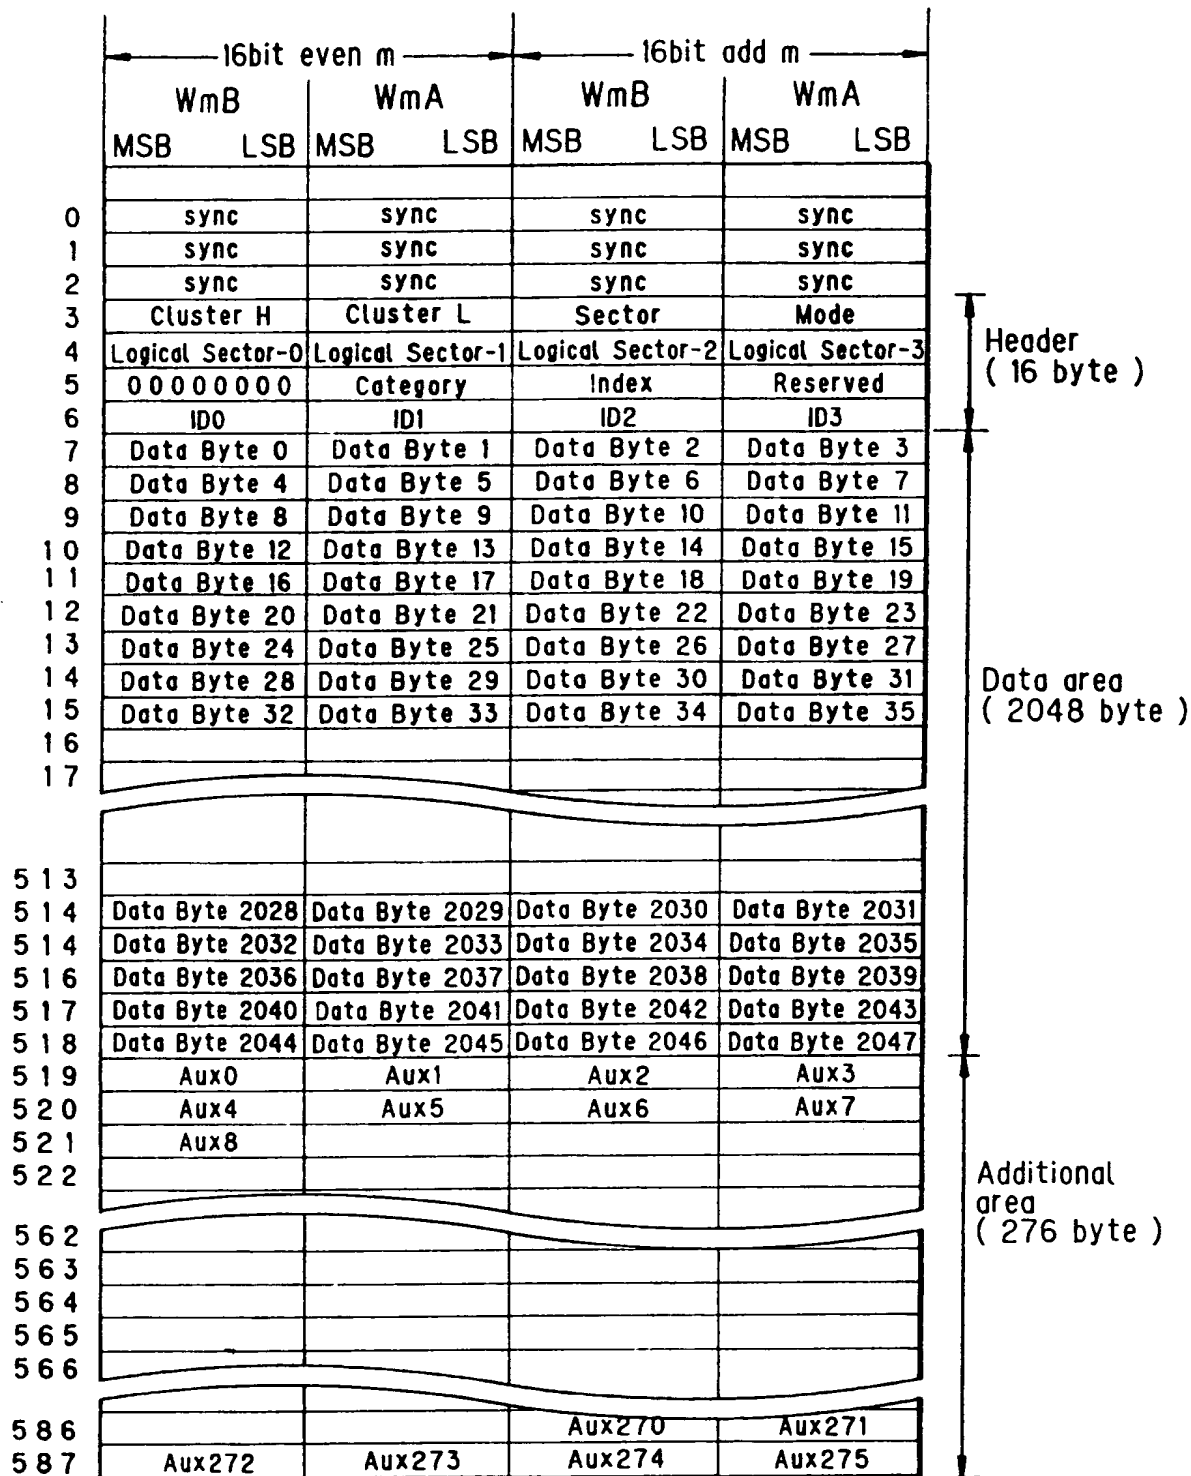 16bit even m 16bit add m
WmB WmA WmB WmA
MSB LSB MSB LSB MSB LSB MSB LSB
0 sync sync sync sync
1 sync sync sync sync
2 sync sync sync sync
3 Cluster H Cluster L Sector Mode
Header
4 Logical Sector-0 Logical Sector-1 Logical Sector-2 Logical Sector-3
( 16 byte )
5 00000000 Category Index Reserved
6 ID0 ID1 ID2 ID3
7 Data Byte 0 Data Byte 1 Data Byte 2 Data Byte 3
8 Data Byte 4 Data Byte 5 Data Byte 6 Data Byte 7
9 Data Byte 8 Data Byte 9 Data Byte 10 Data Byte 11
10 Data Byte 12 Data Byte 13 Data Byte 14 Data Byte 15
11 Data Byte 16 Data Byte 17 Data Byte 18 Data Byte 19
12 Data Byte 20 Data Byte 21 Data Byte 22 Data Byte 23
13 Data Byte 24 Data Byte 25 Data Byte 26 Data Byte 27
14 Data Byte 28 Data Byte 29 Data Byte 30 Data Byte 31
Data area
15 Data Byte 32 Data Byte 33 Data Byte 34 Data Byte 35
( 2048 byte )
16
17
513
514 Data Byte 2028 Data Byte 2029 Data Byte 2030 Data Byte 2031
514 Data Byte 2032 Data Byte 2033 Data Byte 2034 Data Byte 2035
516 Data Byte 2036 Data Byte 2037 Data Byte 2038 Data Byte 2039
517 Data Byte 2040 Data Byte 2041 Data Byte 2042 Data Byte 2043
518 Data Byte 2044 Data Byte 2045 Data Byte 2046 Data Byte 2047
519 Aux0 Aux1 Aux2 Aux3
520 Aux4 Aux5 Aux6 Aux7
521 Aux8
522
Additional
area
( 276 byte )
562
563
564
565
566
586 Aux270 Aux271
587 Aux272 Aux273 Aux274 Aux275